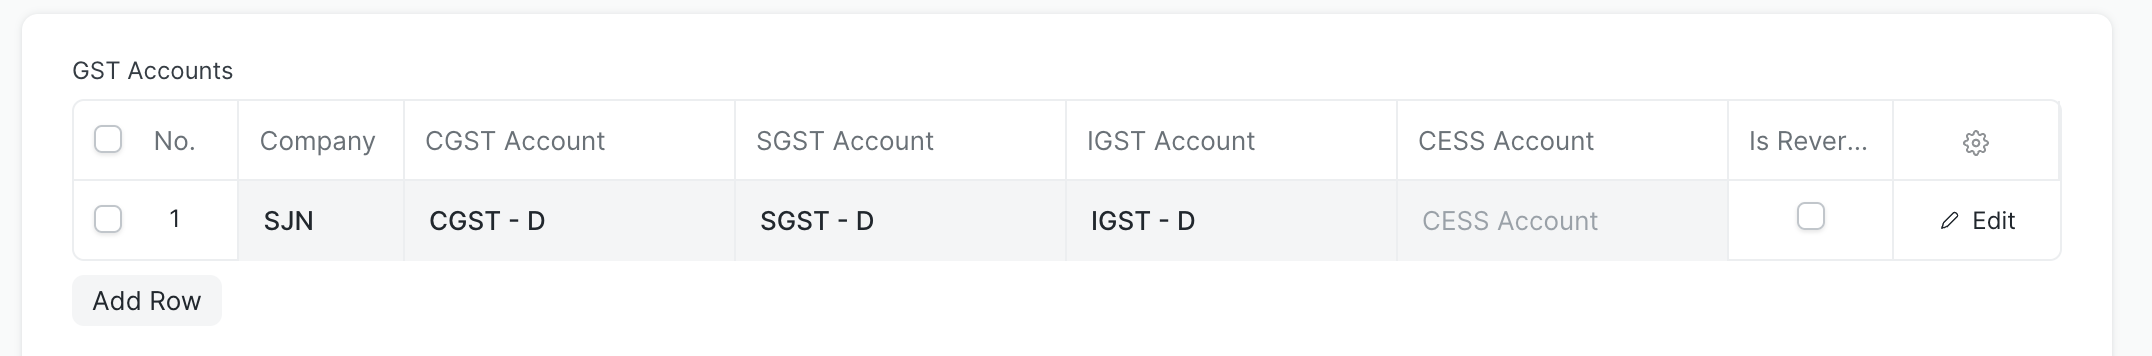 GST Accounts
No. Company CGST Account SGST Account IGST Account CESS Account Is Rever...
1 SJN CGST - D SGST - D IGST - D CESS Account Edit
Add Row